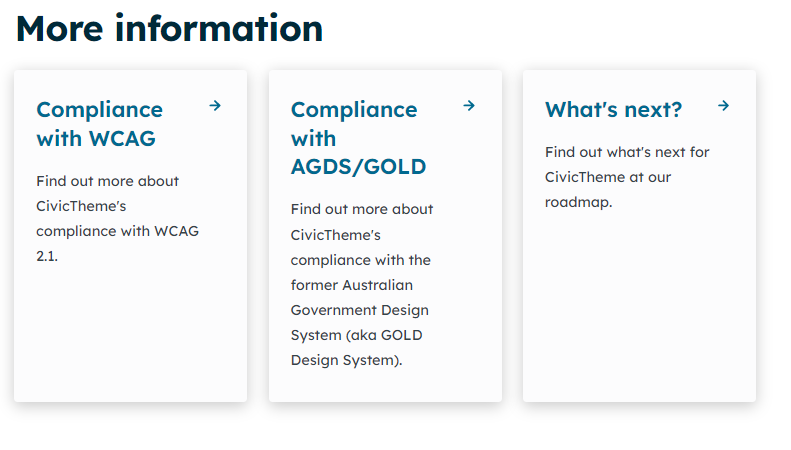 More information
Compliance
with WCAG
Find out more about
CivicTheme's
compliance with WCAG
2.1.
Compliance
with
AGDS/GOLD
Find out more about
CivicTheme's
compliance with the
former Australian
Government Design
System (aka GOLD
Design System).
What's next?
Find out what's next for
CivicTheme at our
roadmap.